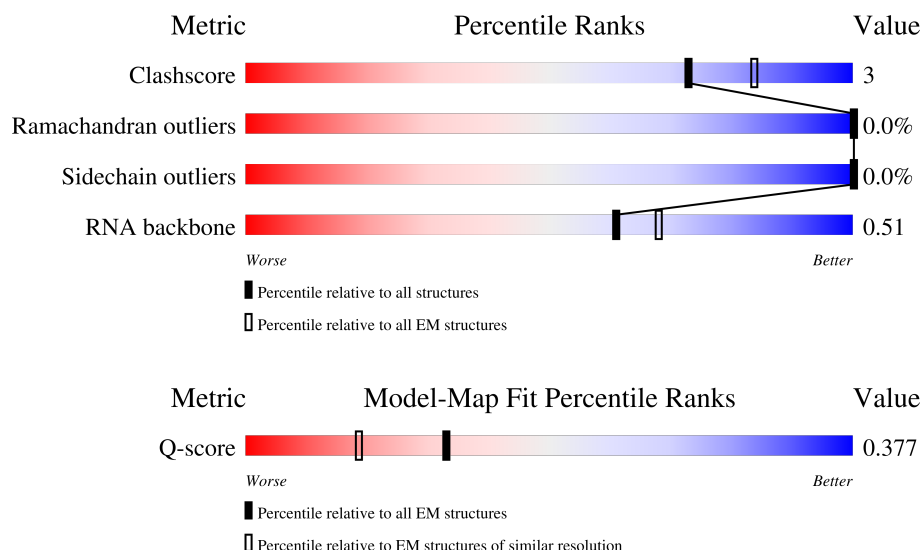 Metric Percentile Ranks Value
Clashscore 3
Ramachandran outliers 0.0%
Sidechain outliers 0.0%
RNA backbone 0.51
Worse Better
Percentile relative to all structures
Percentile relative to all EM structures
Metric Model-Map Fit Percentile Ranks Value
Q-score 0.377
Worse Better
Percentile relative to all EM structures
Percentile relative to EM structures of similar resolution